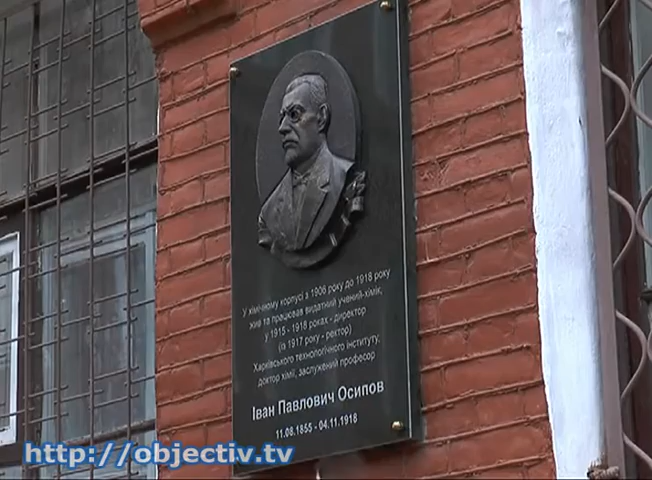 У хімічному корпусі з 1906 року до 1918 року
жив та працював видатний учений-хімік,
у 1915 - 1918 роках - директор
(із 1917 року - ректор)
Харківського технологічного інституту,
доктор хімії, заслужений професор
Іван Павлович Осипов
11.08.1855 - 04.11.1918
http://objectiv.tv